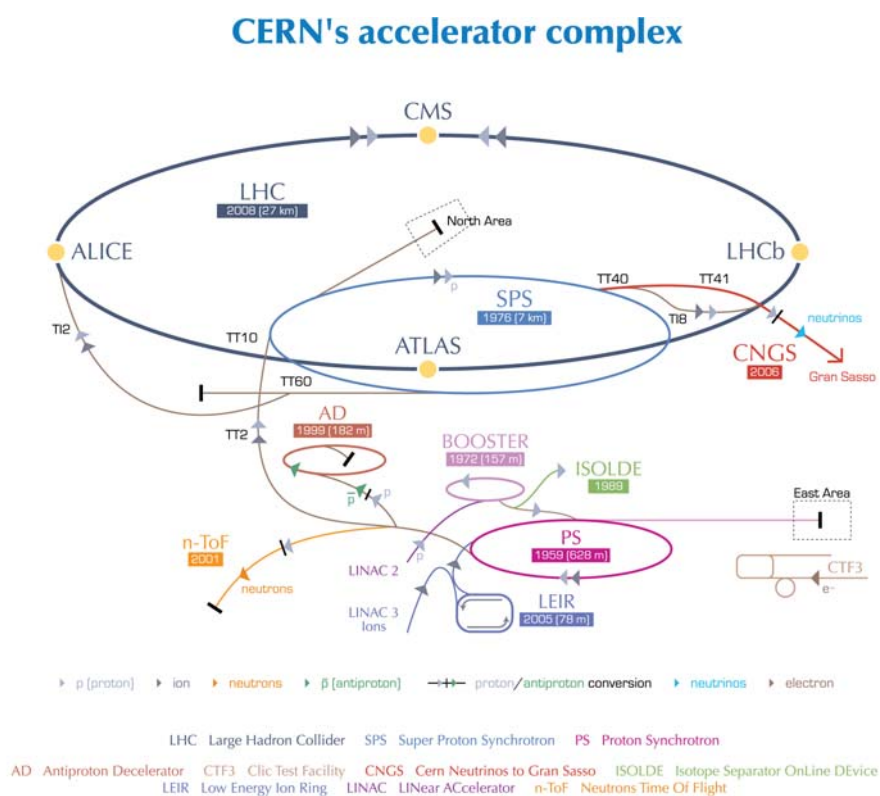 CERN's accelerator complex
CMS
LHC
2008 (27 km)
North Area
ALICE
LHCb
TT40
TT41
SPS
1976 (7 km)
TI2
TT10
TI8
neutrinos
ATLAS
CNGS
2006
Gran Sasso
TT60
p
AD
1999 (182 m)
TT2
BOOSTER
1972 (157 m)
ISOLDE
1989
p̄
p
East Area
n-ToF
2001
PS
1959 (628 m)
LINAC 2
p
neutrons
CTF3
e-
LINAC 3
Ions
LEIR
2005 (78 m)
p (proton)
ion
neutrons
p̄ (antiproton)
proton/antiproton conversion
neutrinos
electron
LHC Large Hadron Collider SPS Super Proton Synchrotron PS Proton Synchrotron
AD Antiproton Decelerator CTF3 Clic Test Facility CNGS Cern Neutrinos to Gran Sasso ISOLDE Isotope Separator OnLine DEvice
LEIR Low Energy Ion Ring LINAC LINear ACcelerator n-ToF Neutrons Time Of Flight